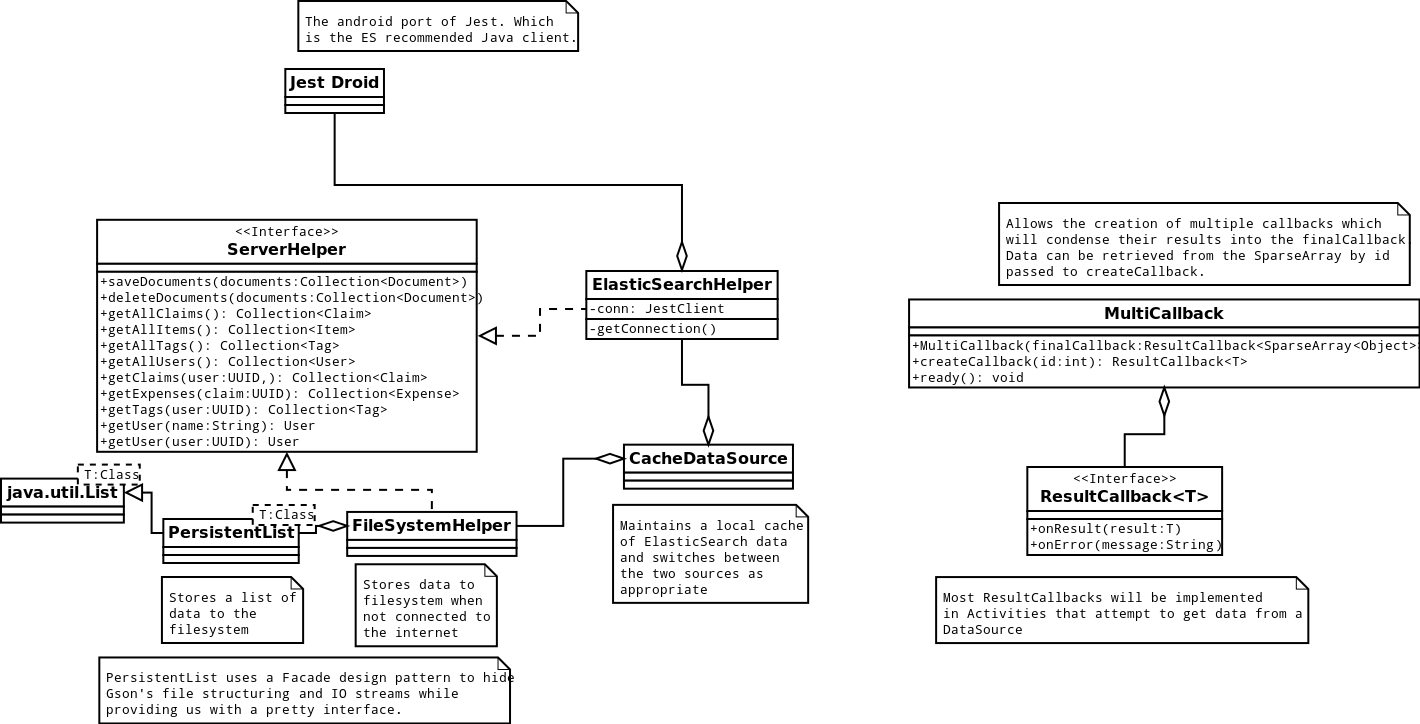 The android port of Jest. Which
is the ES recommended Java client.
Jest Droid
<<Interface>>
ServerHelper
+saveDocuments(documents:Collection<Document>)
+deleteDocuments(documents:Collection<Document>)
+getAllClaims(): Collection<Claim>
+getAllItems(): Collection<Item>
+getAllTags(): Collection<Tag>
+getAllUsers(): Collection<User>
+getClaims(user:UUID,): Collection<Claim>
+getExpenses(claim:UUID): Collection<Expense>
+getTags(user:UUID): Collection<Tag>
+getUser(name:String): User
+getUser(user:UUID): User
ElasticSearchHelper
-conn: JestClient
-getConnection()
T:Class
java.util.List
T:Class
PersistentList
FileSystemHelper
CacheDataSource
Maintains a local cache
of ElasticSearch data
and switches between
the two sources as
appropriate
Stores a list of
data to the
filesystem
Stores data to
filesystem when
not connected to
the internet
PersistentList uses a Facade design pattern to hide
Gson's file structuring and IO streams while
providing us with a pretty interface.
Allows the creation of multiple callbacks which
will condense their results into the finalCallback
Data can be retrieved from the SparseArray by id
passed to createCallback.
MultiCallback
+MultiCallback(finalCallback:ResultCallback<SparseArray<Object>
+createCallback(id:int): ResultCallback<T>
+ready(): void
<<Interface>>
ResultCallback<T>
+onResult(result:T)
+onError(message:String)
Most ResultCallbacks will be implemented
in Activities that attempt to get data from a
DataSource